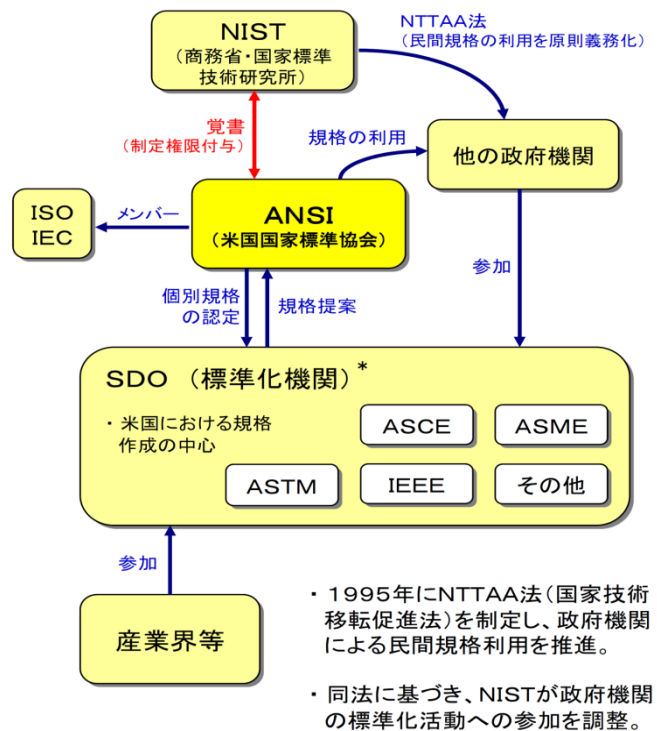 NIST
（商務省・国家標準
技術研究所）
NTTAA法
（民間規格の利用を原則義務化）
覚書
（制定権限付与）
規格の利用
他の政府機関
ISO
IEC
メンバー
ANSI
（米国国家標準協会）
参加
個別規格
の認定
規格提案
SDO （標準化機関）*
・米国における規格
作成の中心
ASCE
ASME
ASTM
IEEE
その他
参加
産業界等
・１９９５年にNTTAA法（国家技術
移転促進法）を制定し、政府機関
による民間規格利用を推進。
・同法に基づき、NISTが政府機関
の標準化活動への参加を調整。